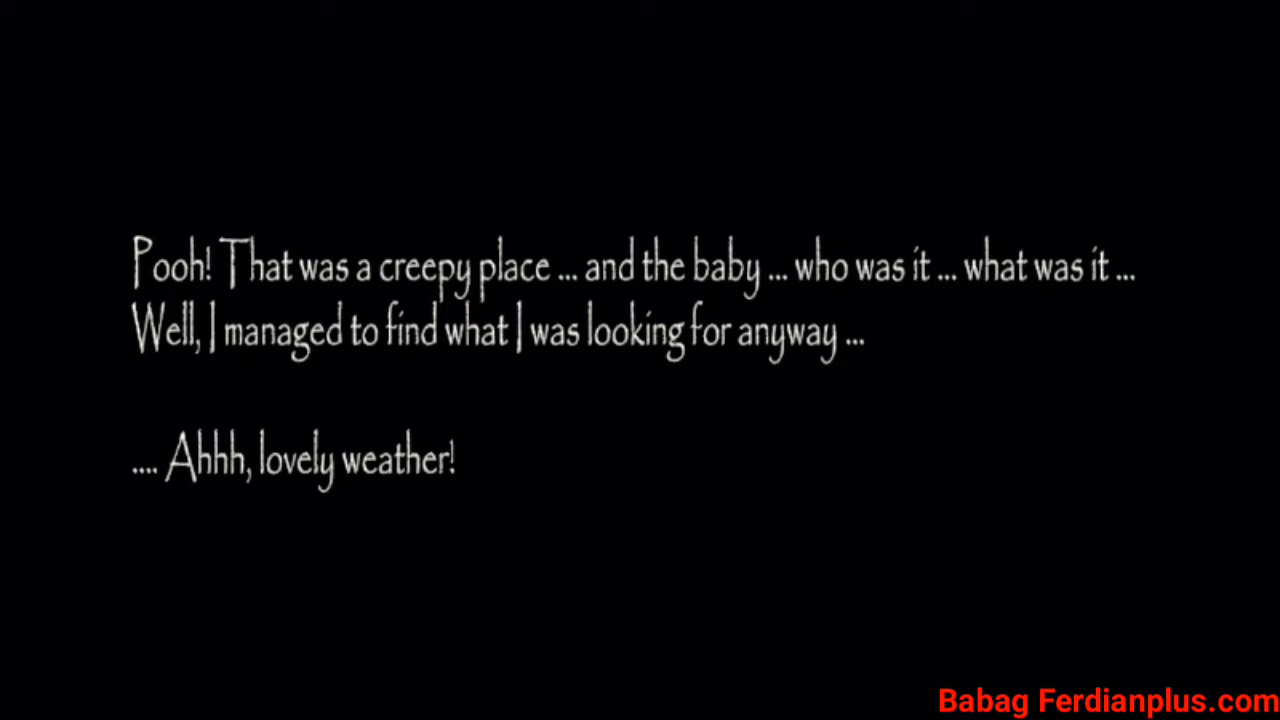 Pooh! That was a creepy place ... and the baby ... who was it ... what was it ...
Well, I managed to find what I was looking for anyway ...
.... Ahhh, lovely weather!
Babag Ferdianplus.com